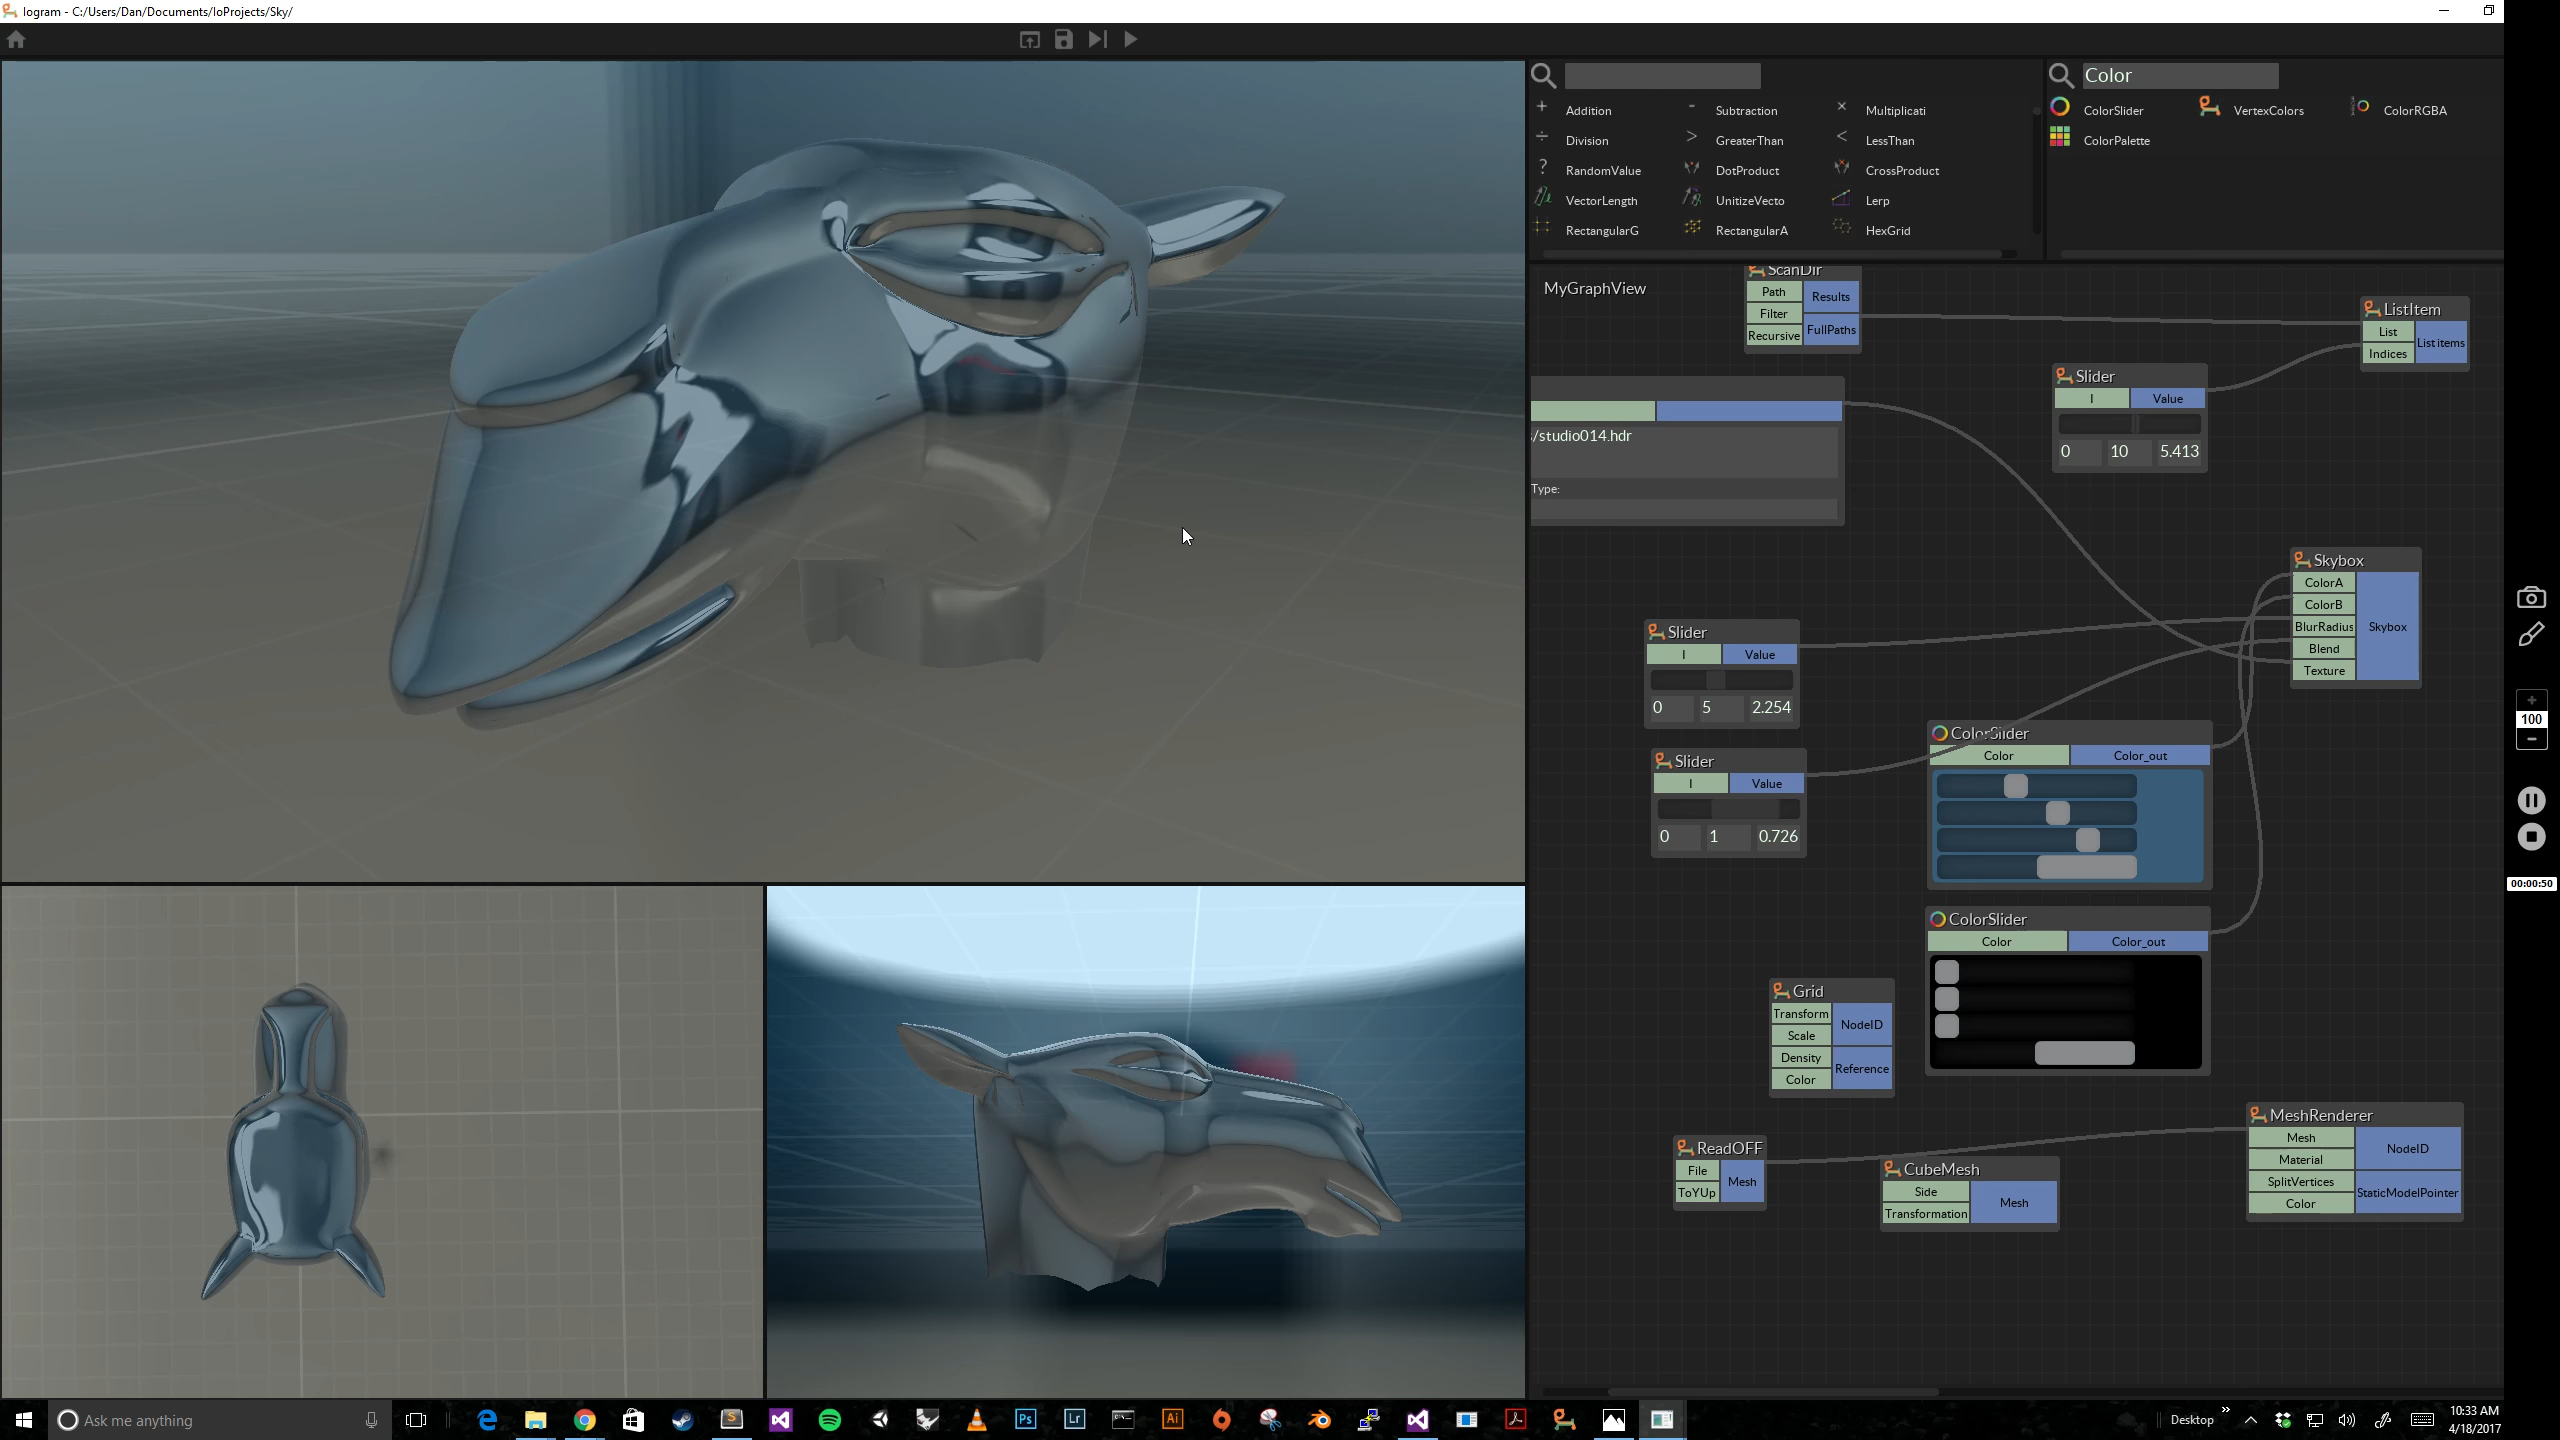 Iogram - C:/Users/Dan/Documents/IoProjects/Sky/
Color
Addition
Subtraction
Multiplicati
Division
GreaterThan
LessThan
RandomValue
DotProduct
CrossProduct
VectorLength
UnitizeVecto
Lerp
RectangularG
RectangularA
HexGrid
ColorSlider
VertexColors
ColorRGBA
ColorPalette
MyGraphView
ScanDir
Path
Filter
Recursive
Results
FullPaths
ListItem
List
Indices
List items
Slider
I
Value
0
10
5.413
/studio014.hdr
Type:
Skybox
ColorA
ColorB
BlurRadius
Blend
Texture
Skybox
Slider
I
Value
0
5
2.254
Slider
I
Value
0
1
0.726
ColorSlider
Color
Color_out
ColorSlider
Color
Color_out
Grid
Transform
Scale
Density
Color
NodeID
Reference
ReadOFF
File
ToYUp
Mesh
CubeMesh
Side
Transformation
Mesh
MeshRenderer
Mesh
Material
SplitVertices
Color
NodeID
StaticModelPointer
100
00:00:50
Ask me anything
Ps
Lr
Ai
Desktop
10:33 AM
4/18/2017